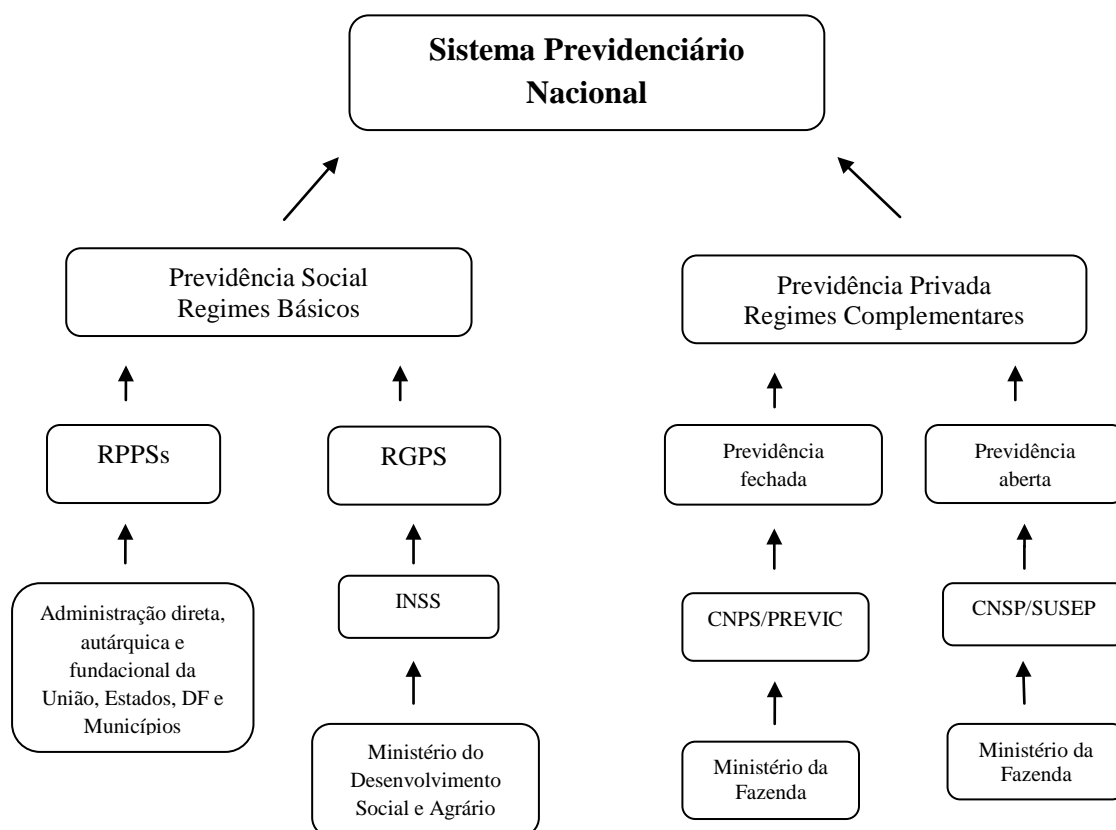 Sistema Previdenciário
Nacional
Previdência Social
Regimes Básicos
Previdência Privada
Regimes Complementares
RPPSs
RGPS
Previdência
fechada
Previdência
aberta
Administração direta,
autárquica e
fundacional da
União, Estados, DF e
Municípios
INSS
CNPS/PREVIC
CNSP/SUSEP
Ministério do
Desenvolvimento
Social e Agrário
Ministério da
Fazenda
Ministério da
Fazenda